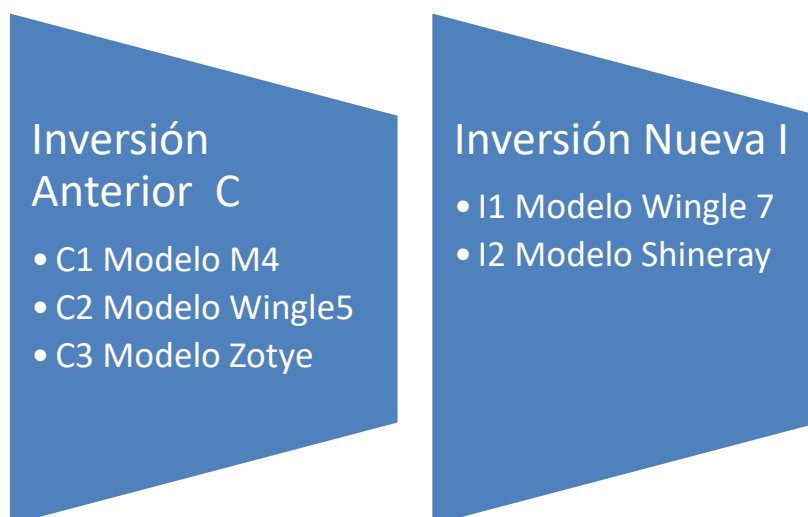 Inversión
Anterior C
• C1 Modelo M4
• C2 Modelo Wingle5
• C3 Modelo Zotye
Inversión Nueva I
• I1 Modelo Wingle 7
• I2 Modelo Shineray